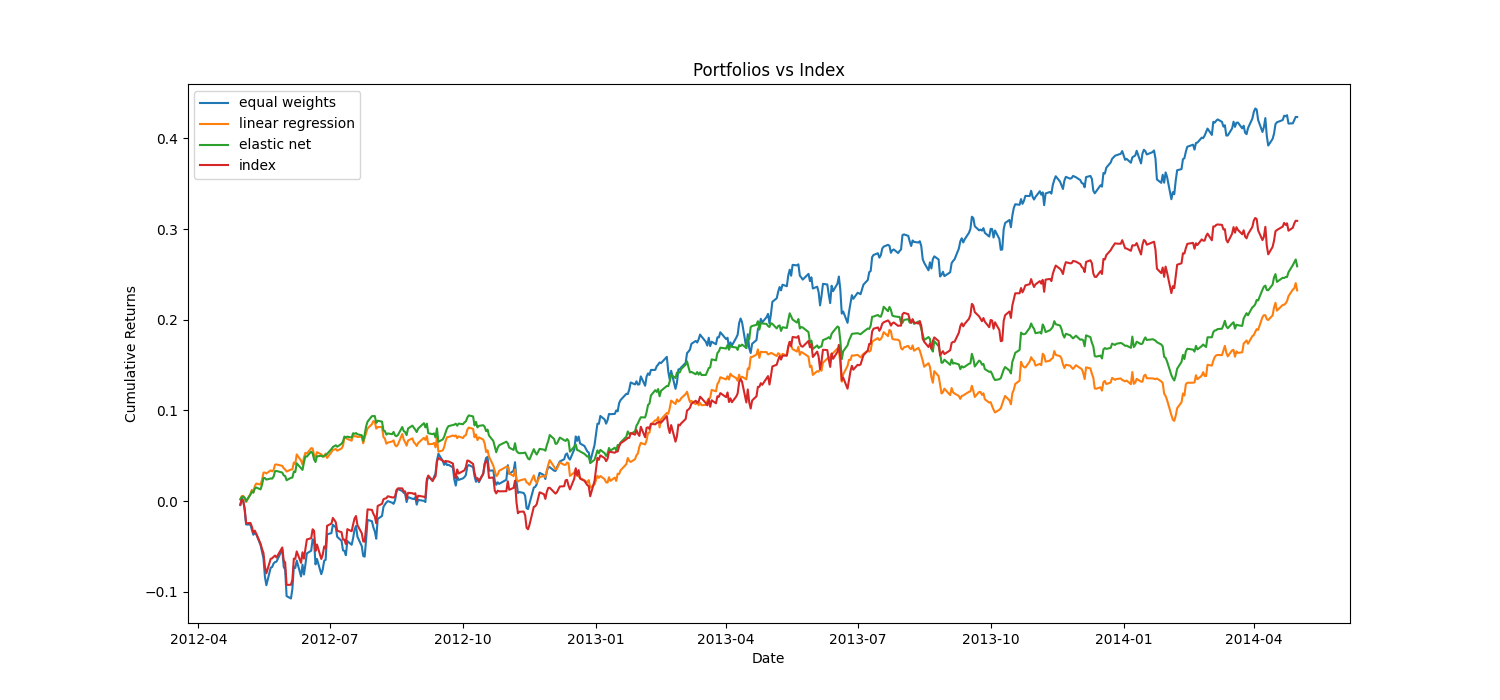 Portfolios vs Index
equal weights
linear regression
elastic net
index
Cumulative Returns
0.4
0.3
0.2
0.1
0.0
−0.1
2012-04 2012-07 2012-10 2013-01 2013-04 2013-07 2013-10 2014-01 2014-04
Date